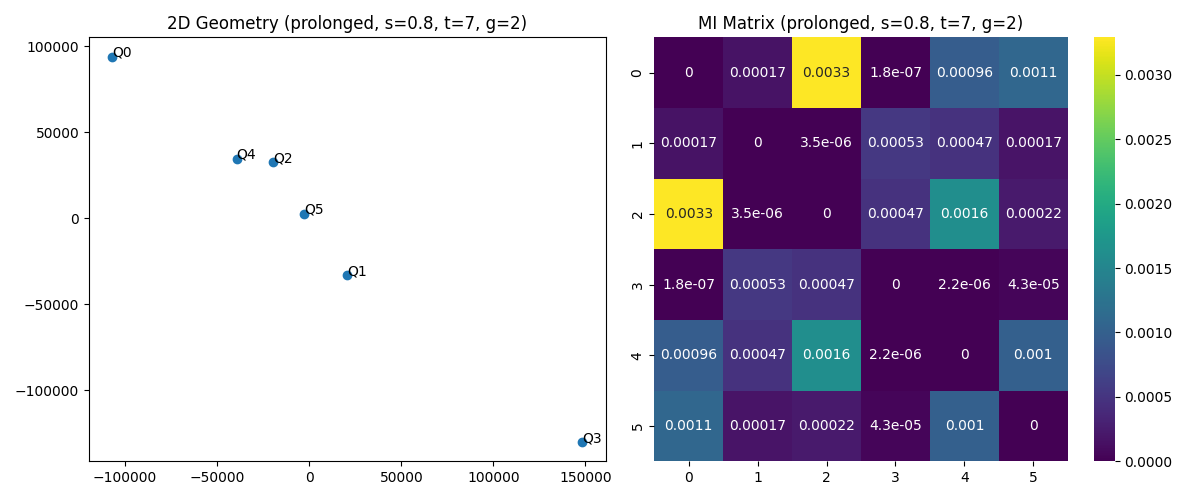 2D Geometry (prolonged, s=0.8, t=7, g=2)
100000
50000
0
−50000
−100000
−100000 −50000 0 50000 100000 150000
Q0
Q4
Q2
Q5
Q1
Q3
MI Matrix (prolonged, s=0.8, t=7, g=2)
0 0 0.00017 0.0033 1.8e-07 0.00096 0.0011
1 0.00017 0 3.5e-06 0.00053 0.00047 0.00017
2 0.0033 3.5e-06 0 0.00047 0.0016 0.00022
3 1.8e-07 0.00053 0.00047 0 2.2e-06 4.3e-05
4 0.00096 0.00047 0.0016 2.2e-06 0 0.001
5 0.0011 0.00017 0.00022 4.3e-05 0.001 0
0 1 2 3 4 5
0.0030
0.0025
0.0020
0.0015
0.0010
0.0005
0.0000